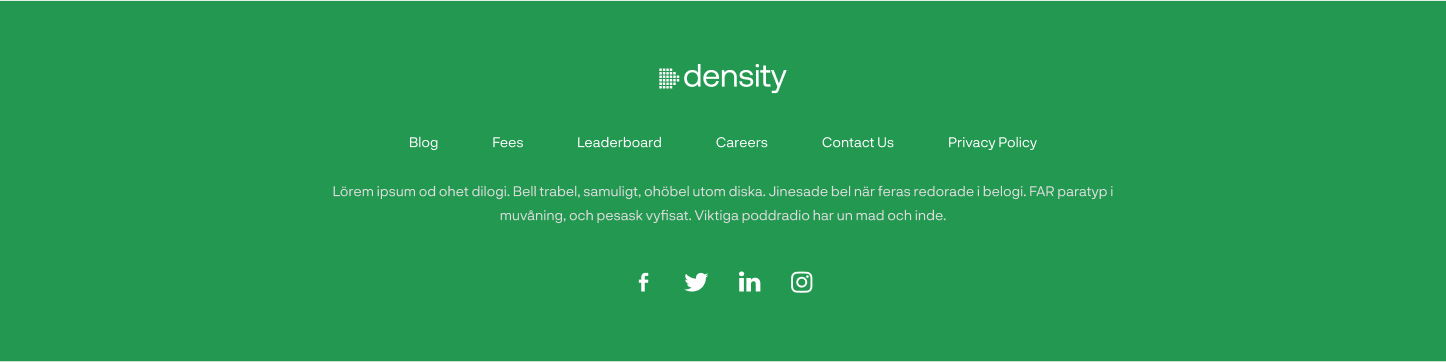 density
Blog Fees Leaderboard Careers Contact Us Privacy Policy
Lörem ipsum od ohet dilogi. Bell trabel, samuligt, ohöbel utom diska. Jinesade bel när feras redorade i belogi. FAR paratyp i
muvåning, och pesask vyfisat. Viktiga poddradio har un mad och inde.